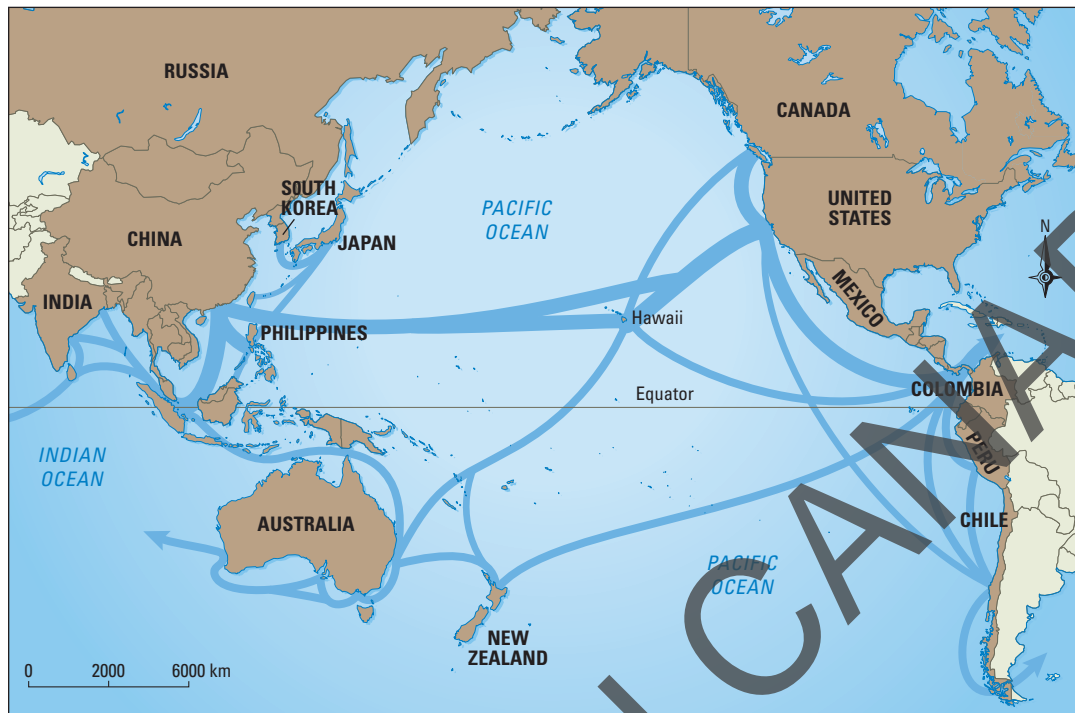 RUSSIA
CANADA
SOUTH
KOREA
PACIFIC
OCEAN
UNITED
STATES
CHINA
JAPAN
N
INDIA
MEXICO
PHILIPPINES
Hawaii
Equator
COLOMBIA
INDIAN
OCEAN
PERU
AUSTRALIA
CHILE
PACIFIC
OCEAN
NEW
ZEALAND
0 2000 6000 km